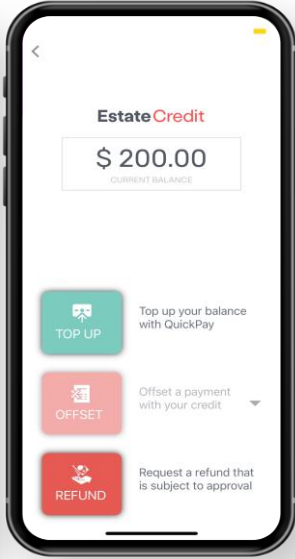 EstateCredit
$ 200.00
CURRENT BALANCE
TOP UP
Top up your balance
with QuickPay
OFFSET
Offset a payment
with your credit
REFUND
Request a refund that
is subject to approval